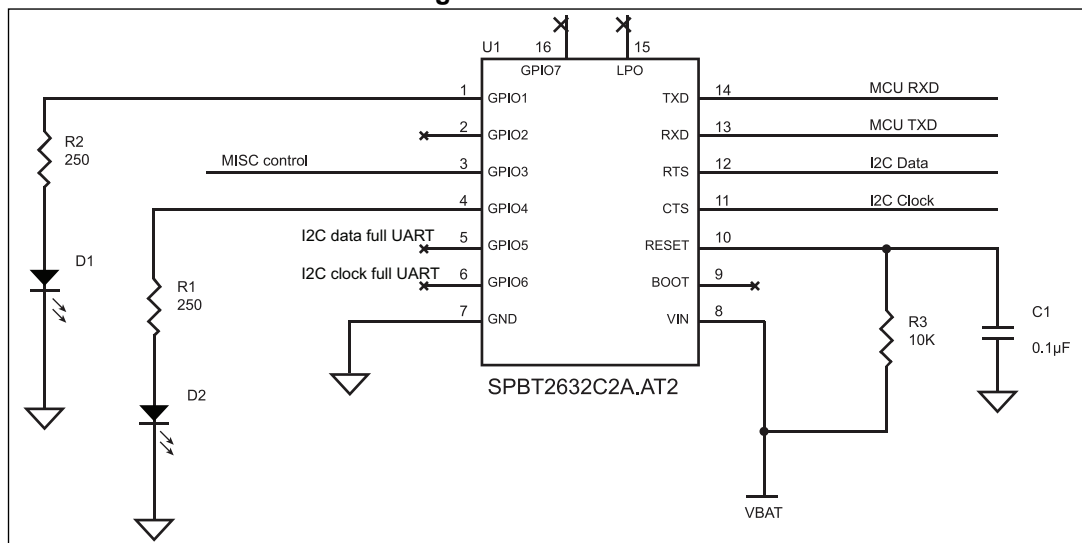 g
U1
16
15
GPIO7
LPO
1
GPIO1
TXD
14
MCU RXD
2
GPIO2
RXD
13
MCU TXD
R2
250
MISC control
3
GPIO3
RTS
12
I2C Data
4
GPIO4
CTS
11
I2C Clock
I2C data full UART
5
GPIO5
RESET
10
D1
I2C clock full UART
6
GPIO6
BOOT
9
R1
250
7
GND
VIN
8
R3
10K
C1
0.1µF
SPBT2632C2A.AT2
D2
VBAT